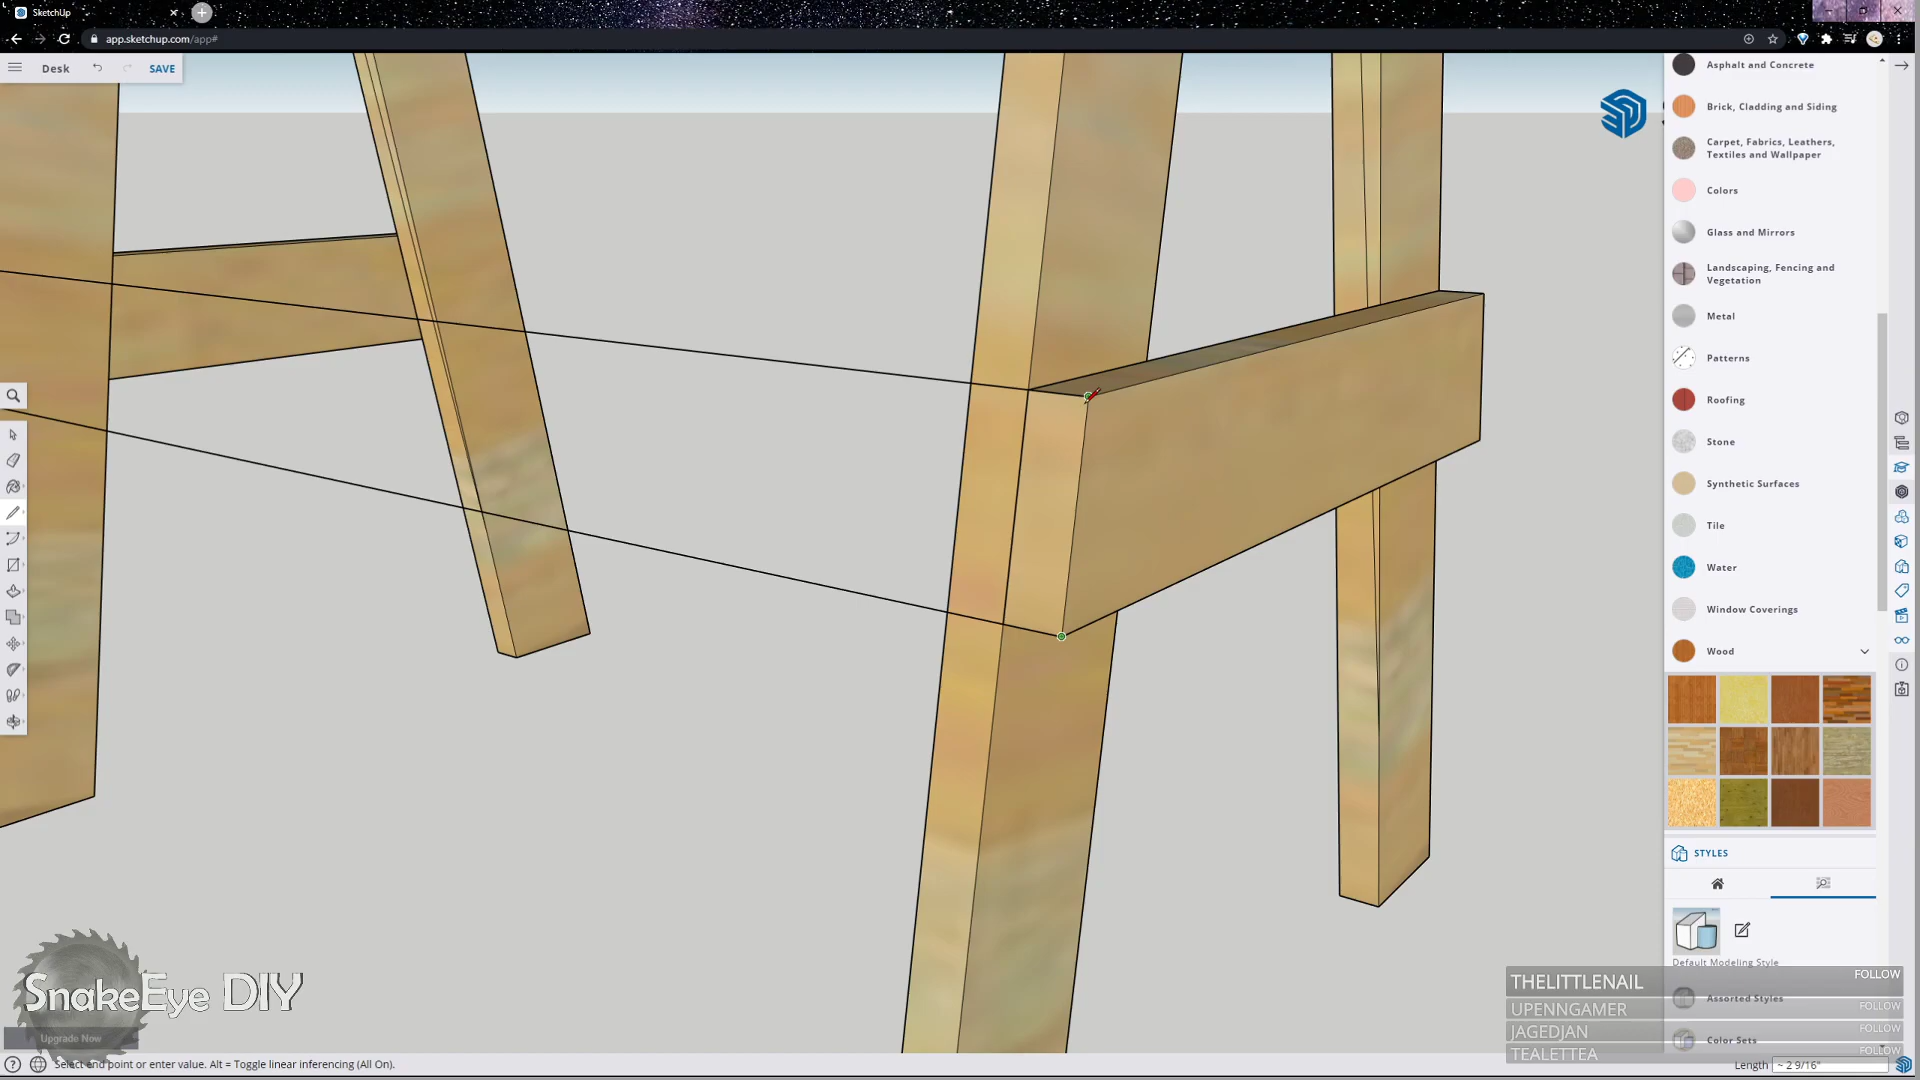 SketchUp
app.sketchup.com/app#
Desk
SAVE
Asphalt and Concrete
Brick, Cladding and Siding
Carpet, Fabrics, Leathers,
Textiles and Wallpaper
Colors
Glass and Mirrors
Landscaping, Fencing and
Vegetation
Metal
Patterns
Roofing
Stone
Synthetic Surfaces
Tile
Water
Window Coverings
Wood
STYLES
Default Modeling Style
Assorted Styles
Color Sets
SnakeEye DIY
Upgrade Now
THELITTLENAIL FOLLOW
UPENNGAMER FOLLOW
JAGEDJAN FOLLOW
TEALETTEA FOLLOW
Select end point or enter value. Alt = Toggle linear inferencing (All On).
Length ~ 2 9/16"